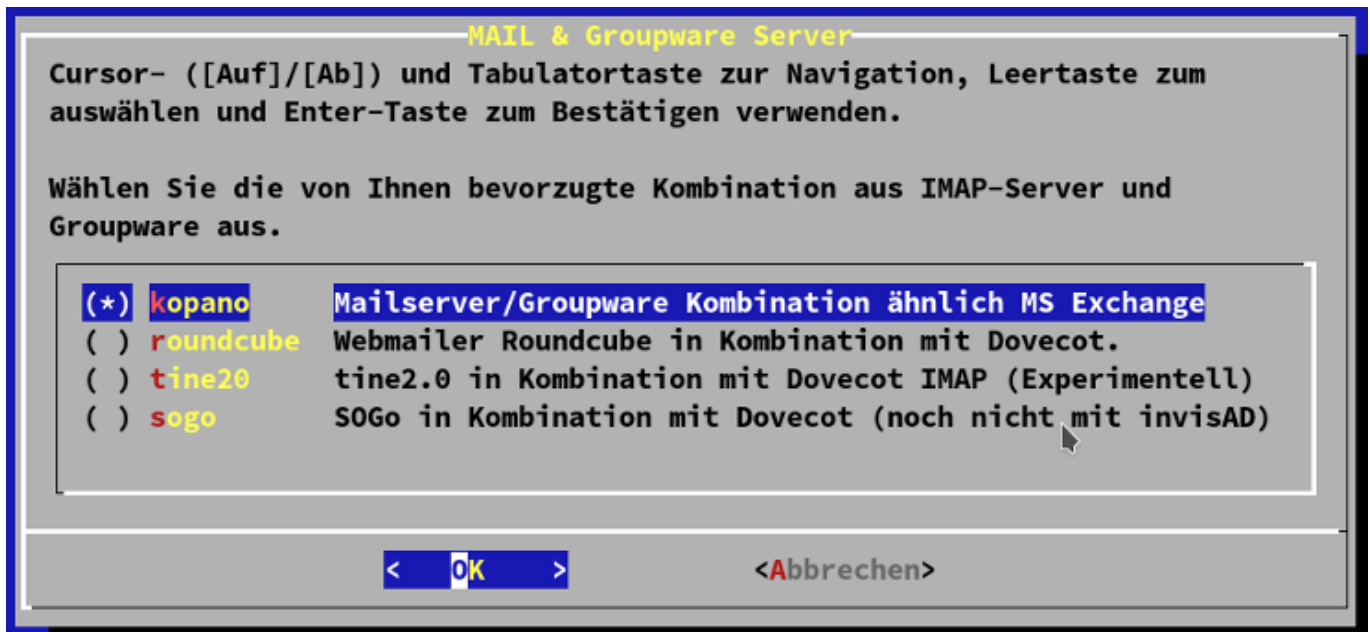 MAIL & Groupware Server
Cursor- ([Auf]/[Ab]) und Tabulatortaste zur Navigation, Leertaste zum
auswählen und Enter-Taste zum Bestätigen verwenden.
Wählen Sie die von Ihnen bevorzugte Kombination aus IMAP-Server und
Groupware aus.
(*) kopano Mailserver/Groupware Kombination ähnlich MS Exchange
( ) roundcube Webmailer Roundcube in Kombination mit Dovecot.
( ) tine20 tine2.0 in Kombination mit Dovecot IMAP (Experimentell)
( ) sogo SOGo in Kombination mit Dovecot (noch nicht mit invisAD)
< OK > <Abbrechen>